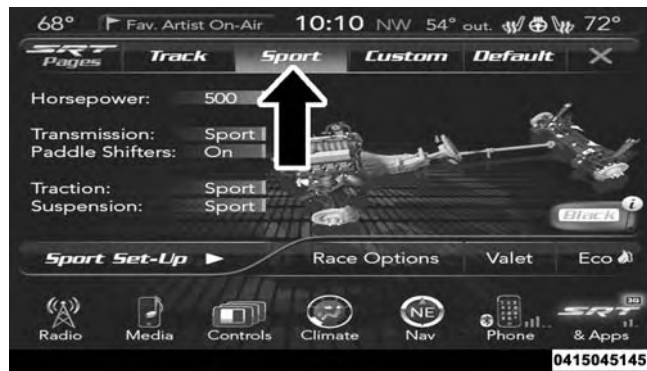 68° Fav. Artist On-Air 10:10 NW 54° out. 72°
SRT Pages Track Sport Custom Default
Horsepower: 500
Transmission: Sport
Paddle Shifters: On
Traction: Sport
Suspension: Sport
Black i
Sport Set-Up Race Options Valet Eco
NE 3G SRT
Radio Media Controls Climate Nav Phone & Apps
0415045145